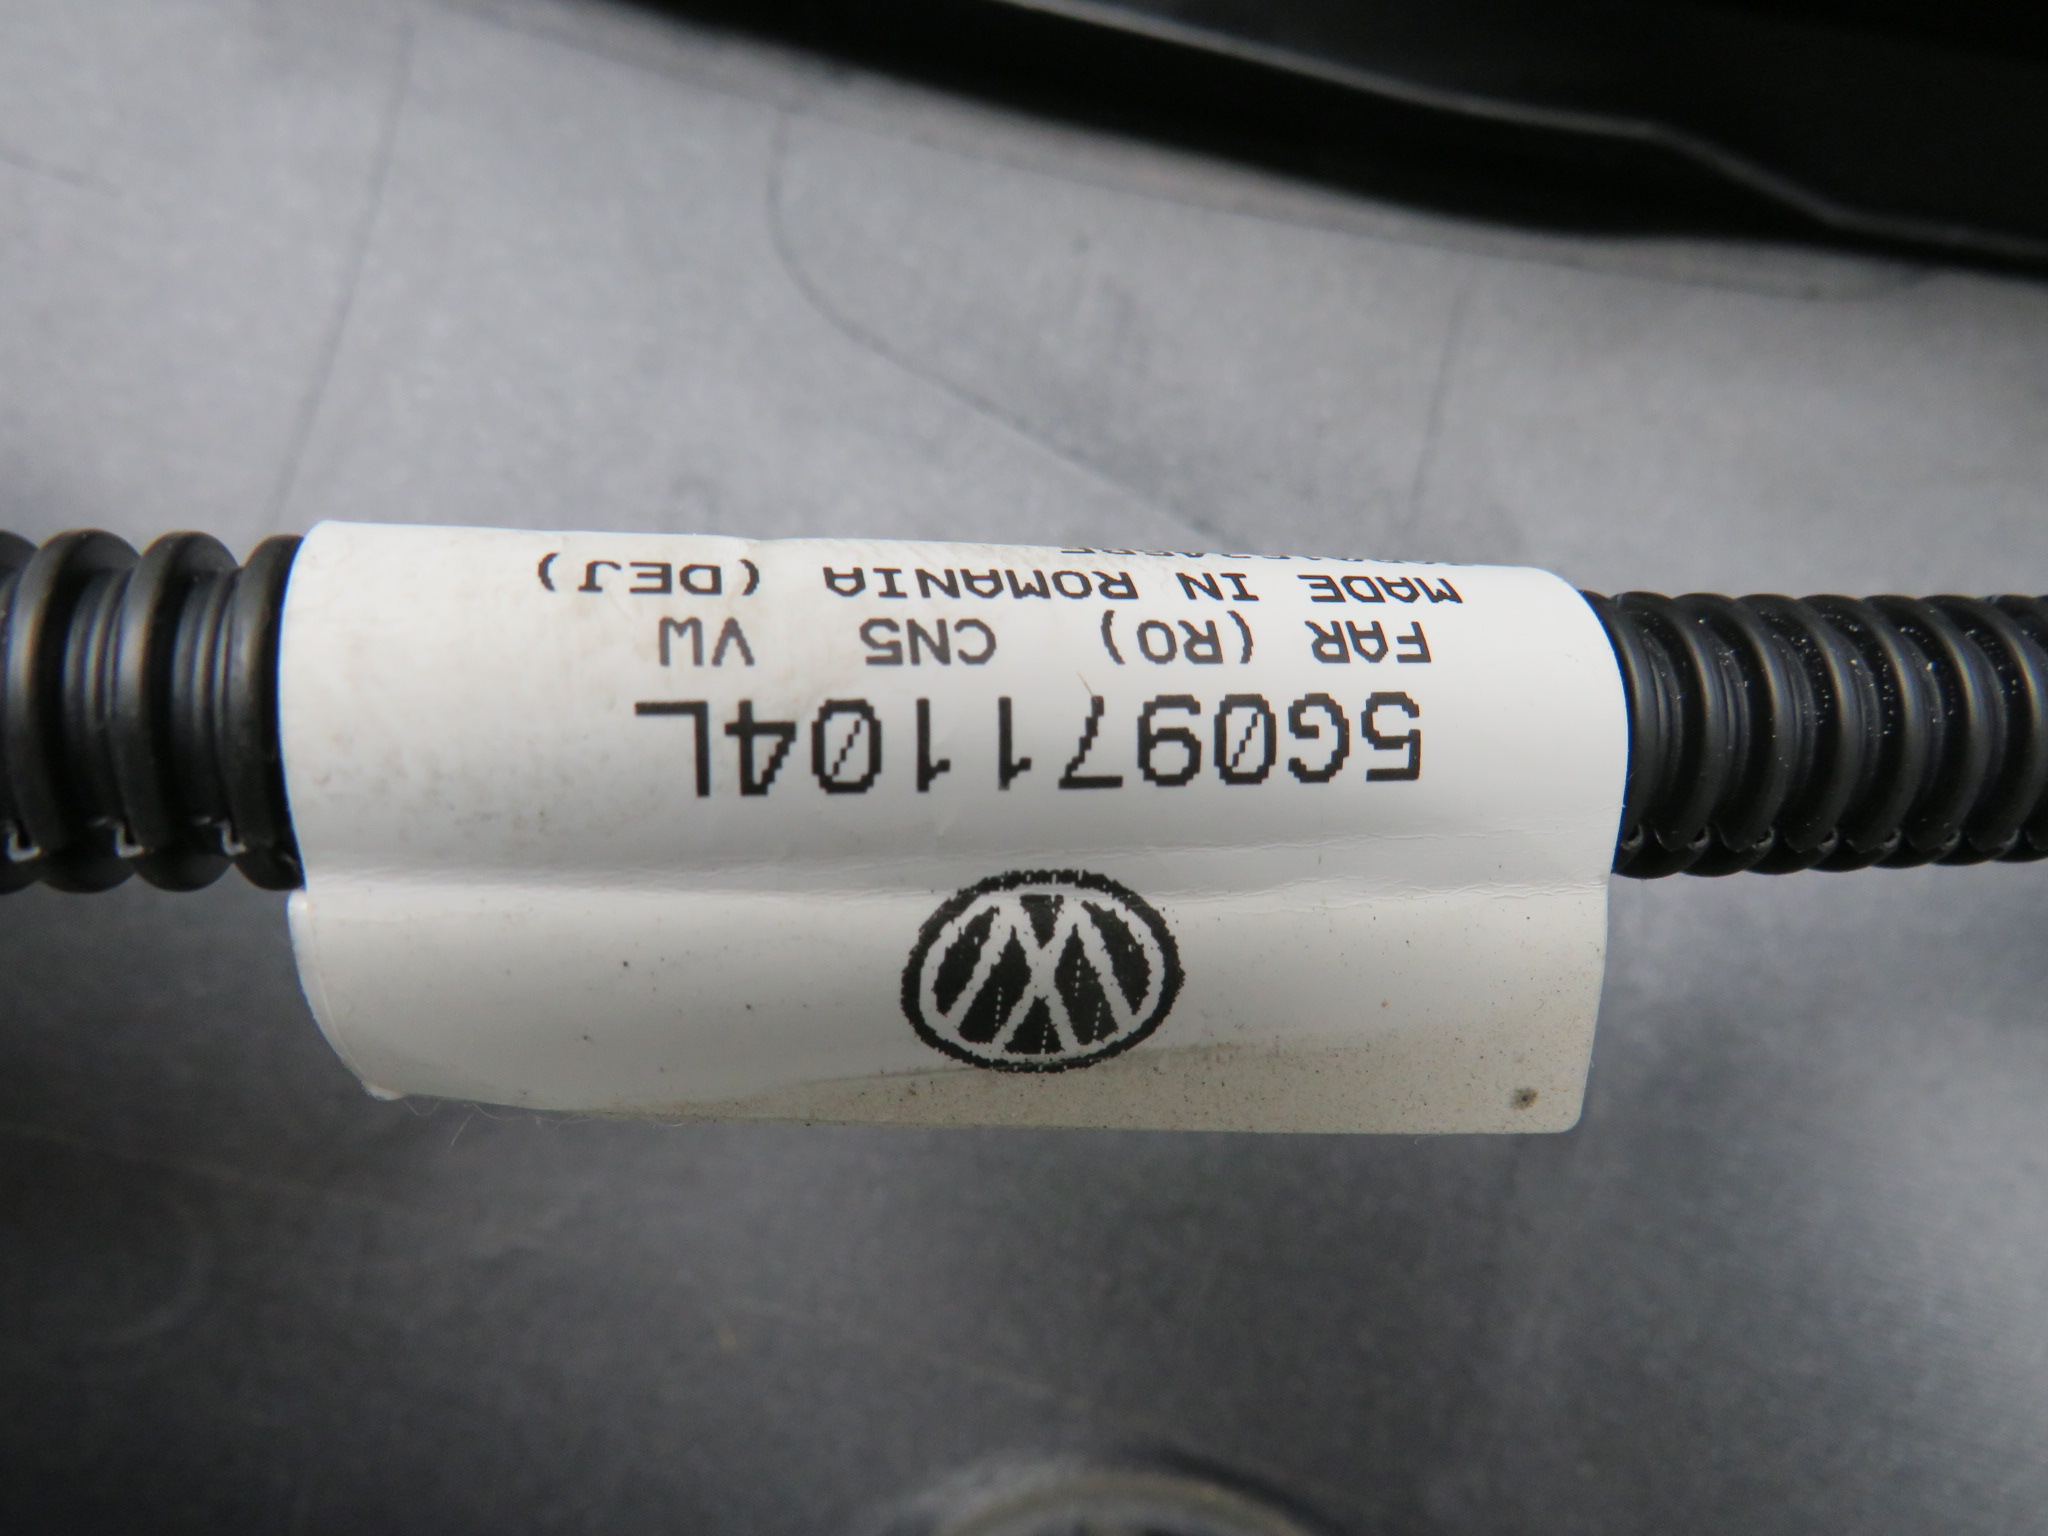 5G0971104L
FAR (RO) CN5 VW
MADE IN ROMANIA (DEJ)